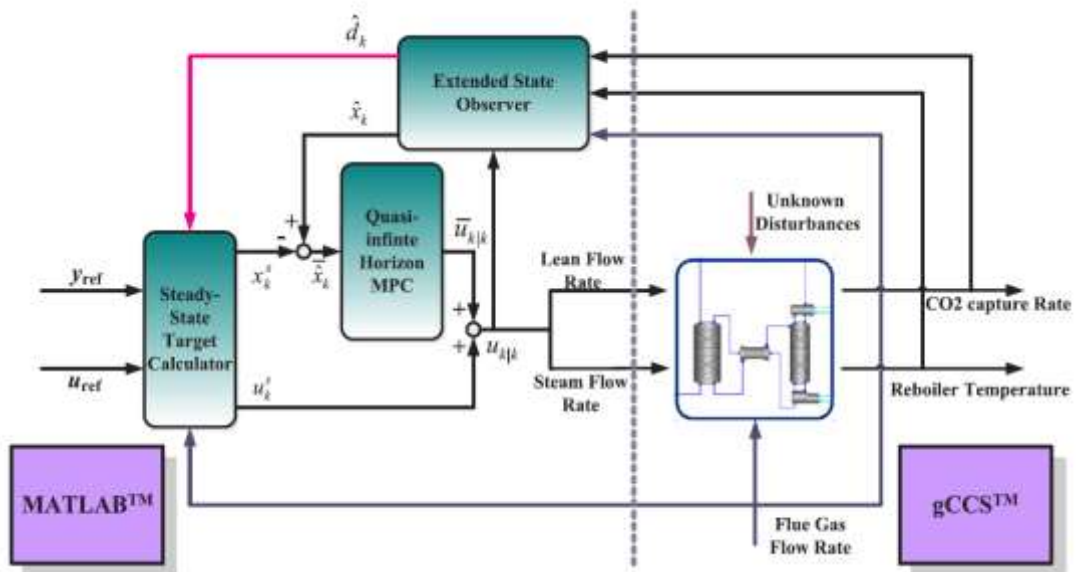 d̂ₖ
Extended State
Observer
x̂ₖ
Unknown
Disturbances
Quasi-
infinte
Horizon
MPC
+
-
xₖˢ
x̂̄ₖ
ūₖ|ₖ
Lean Flow
Rate
yref
Steady-
State
Target
Calculator
CO2 capture Rate
+
+
uₖ|ₖ
uref
uₖˢ
Steam Flow
Rate
Reboiler Temperature
MATLAB™
gCCS™
Flue Gas
Flow Rate